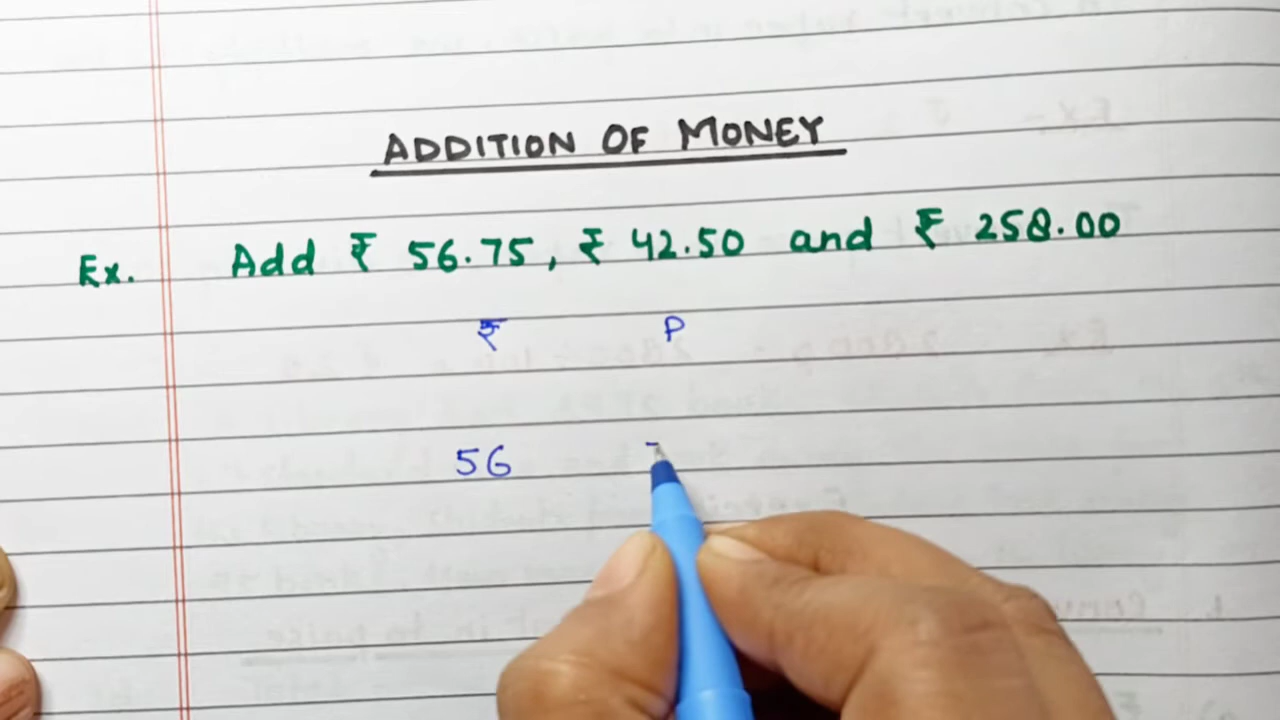 ADDITION OF MONEY
Ex. Add ₹ 56.75, ₹ 42.50 and ₹ 258.00
₹ P
56